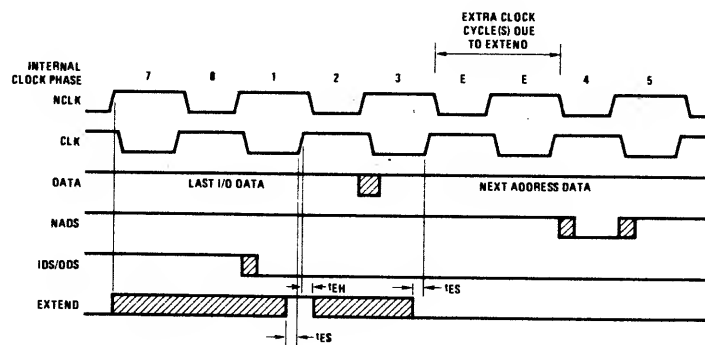 EXTRA CLOCK
CYCLE(S) DUE
TO EXTEND
INTERNAL
CLOCK PHASE
7 8 1 2 3 E E 4 5
NCLK
CLK
DATA
LAST I/O DATA
NEXT ADDRESS DATA
NADS
IDS/ODS
tEH
tES
EXTEND
tES